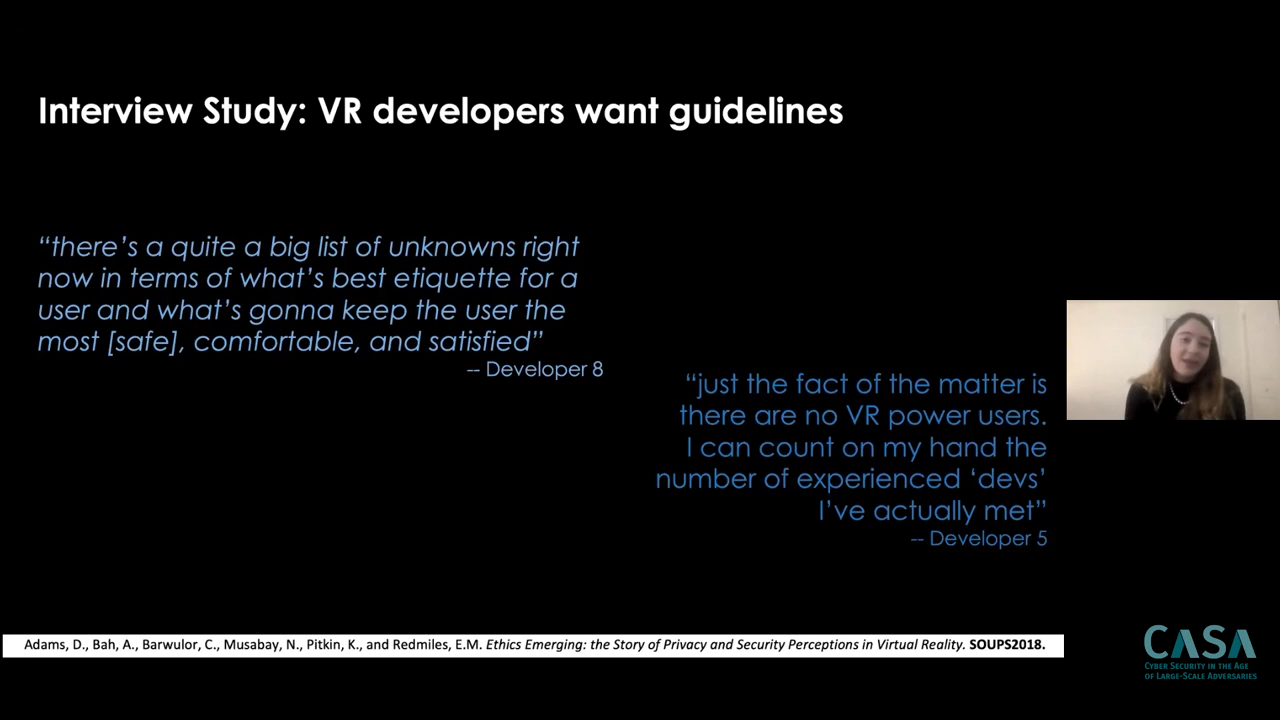 Interview Study: VR developers want guidelines
“there’s a quite a big list of unknowns right
now in terms of what’s best etiquette for a
user and what’s gonna keep the user the
most [safe], comfortable, and satisfied”
-- Developer 8
“just the fact of the matter is
there are no VR power users.
I can count on my hand the
number of experienced ‘devs’
I’ve actually met”
-- Developer 5
Adams, D., Bah, A., Barwulor, C., Musabay, N., Pitkin, K., and Redmiles, E.M. Ethics Emerging: the Story of Privacy and Security Perceptions in Virtual Reality. SOUPS2018.
CASA
CYBER SECURITY IN THE AGE
OF LARGE-SCALE ADVERSARIES